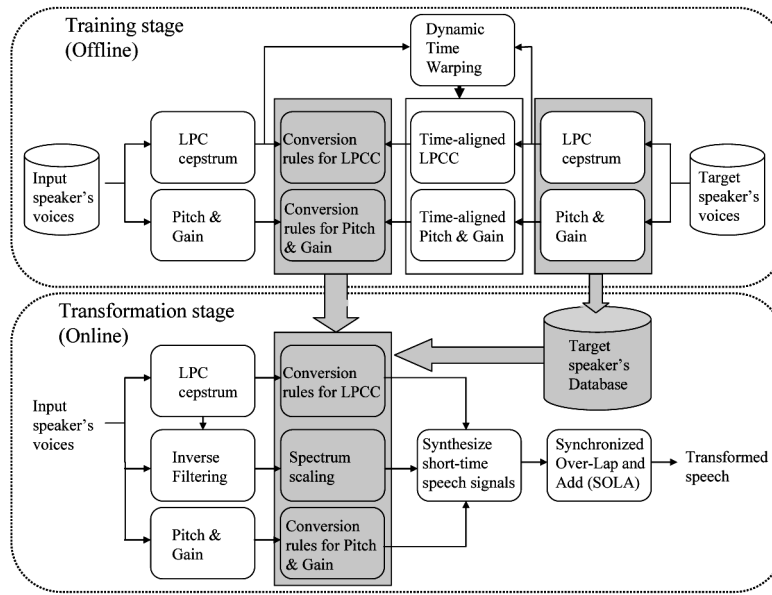 Training stage
(Offline)
Dynamic
Time
Warping
Input
speaker's
voices
LPC
cepstrum
Conversion
rules for LPCC
Time-aligned
LPCC
LPC
cepstrum
Target
speaker's
voices
Pitch &
Gain
Conversion
rules for Pitch
& Gain
Time-aligned
Pitch & Gain
Pitch &
Gain
Transformation stage
(Online)
Target
speaker's
Database
Input
speaker's
voices
LPC
cepstrum
Conversion
rules for LPCC
Inverse
Filtering
Spectrum
scaling
Synthesize
short-time
speech signals
Synchronized
Over-Lap and
Add (SOLA)
Transformed
speech
Pitch &
Gain
Conversion
rules for Pitch
& Gain